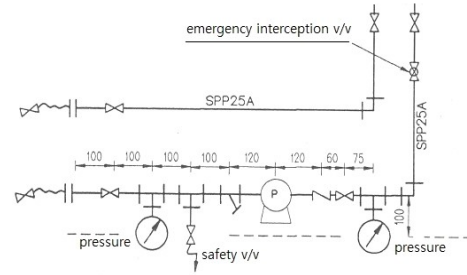 emergency interception v/v
SPP25A
SPP25A
100 100 100 100 120 120 60 75
P
100
pressure
pressure
safety v/v